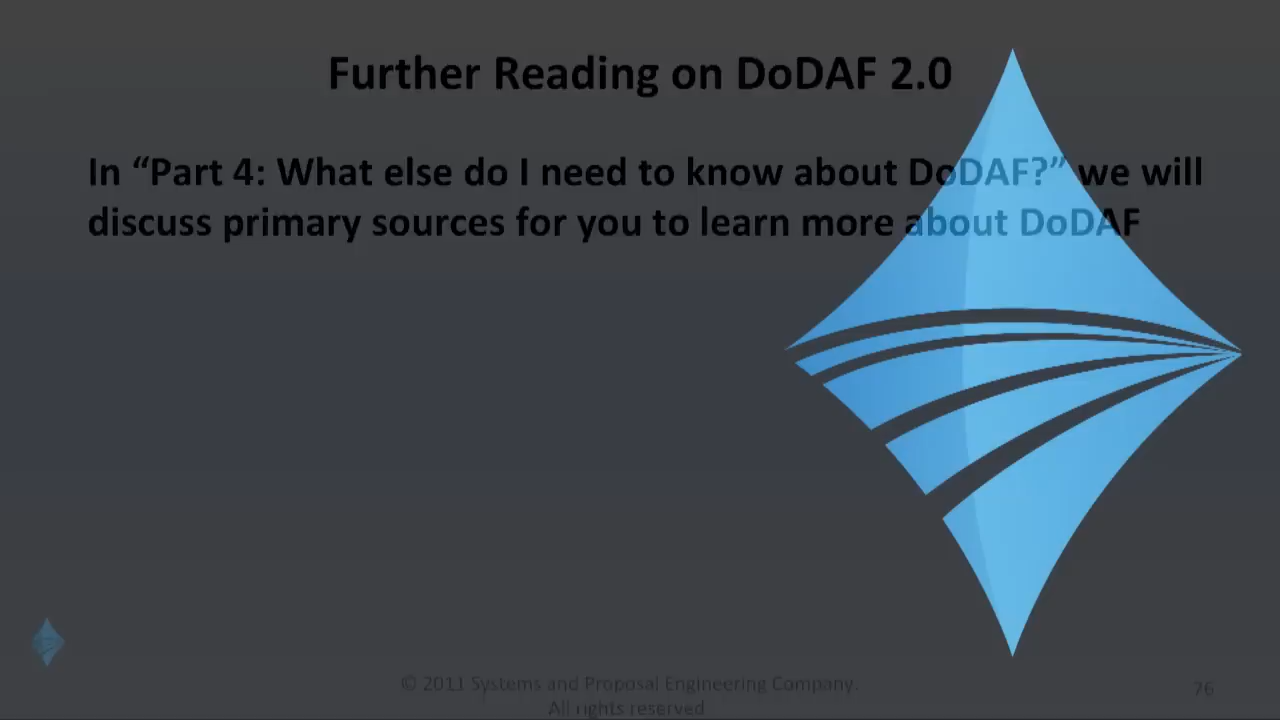 Further Reading on DoDAF 2.0
In “Part 4: What else do I need to know about DoDAF?” we will
discuss primary sources for you to learn more about DoDAF
© 2011 Systems and Proposal Engineering Company.
All rights reserved
76